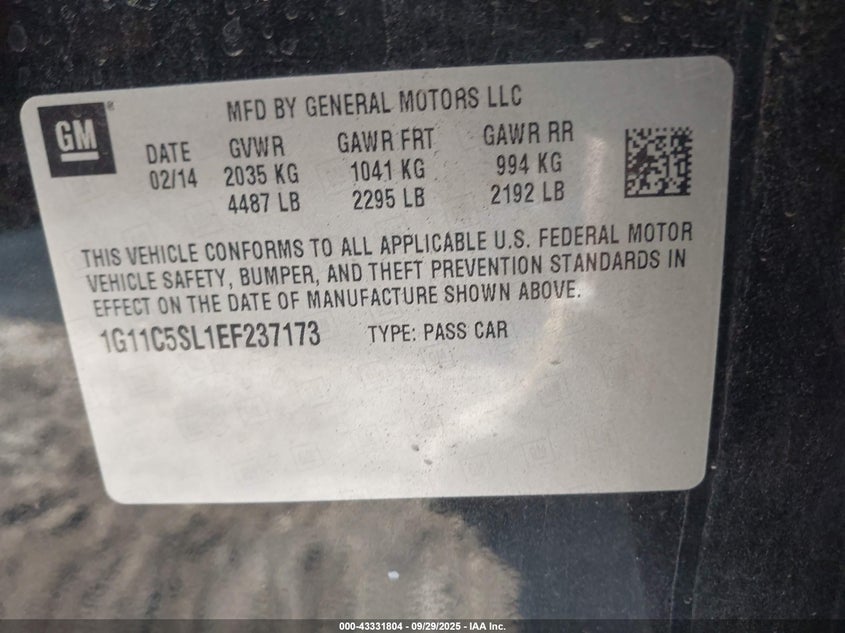 GM
MFD BY GENERAL MOTORS LLC
DATE GVWR GAWR FRT GAWR RR
02/14 2035 KG 1041 KG 994 KG
4487 LB 2295 LB 2192 LB
THIS VEHICLE CONFORMS TO ALL APPLICABLE U.S. FEDERAL MOTOR
VEHICLE SAFETY, BUMPER, AND THEFT PREVENTION STANDARDS IN
EFFECT ON THE DATE OF MANUFACTURE SHOWN ABOVE.
1G11C5SL1EF237173 TYPE: PASS CAR
000-43331804 - 09/29/2025 - IAA Inc.